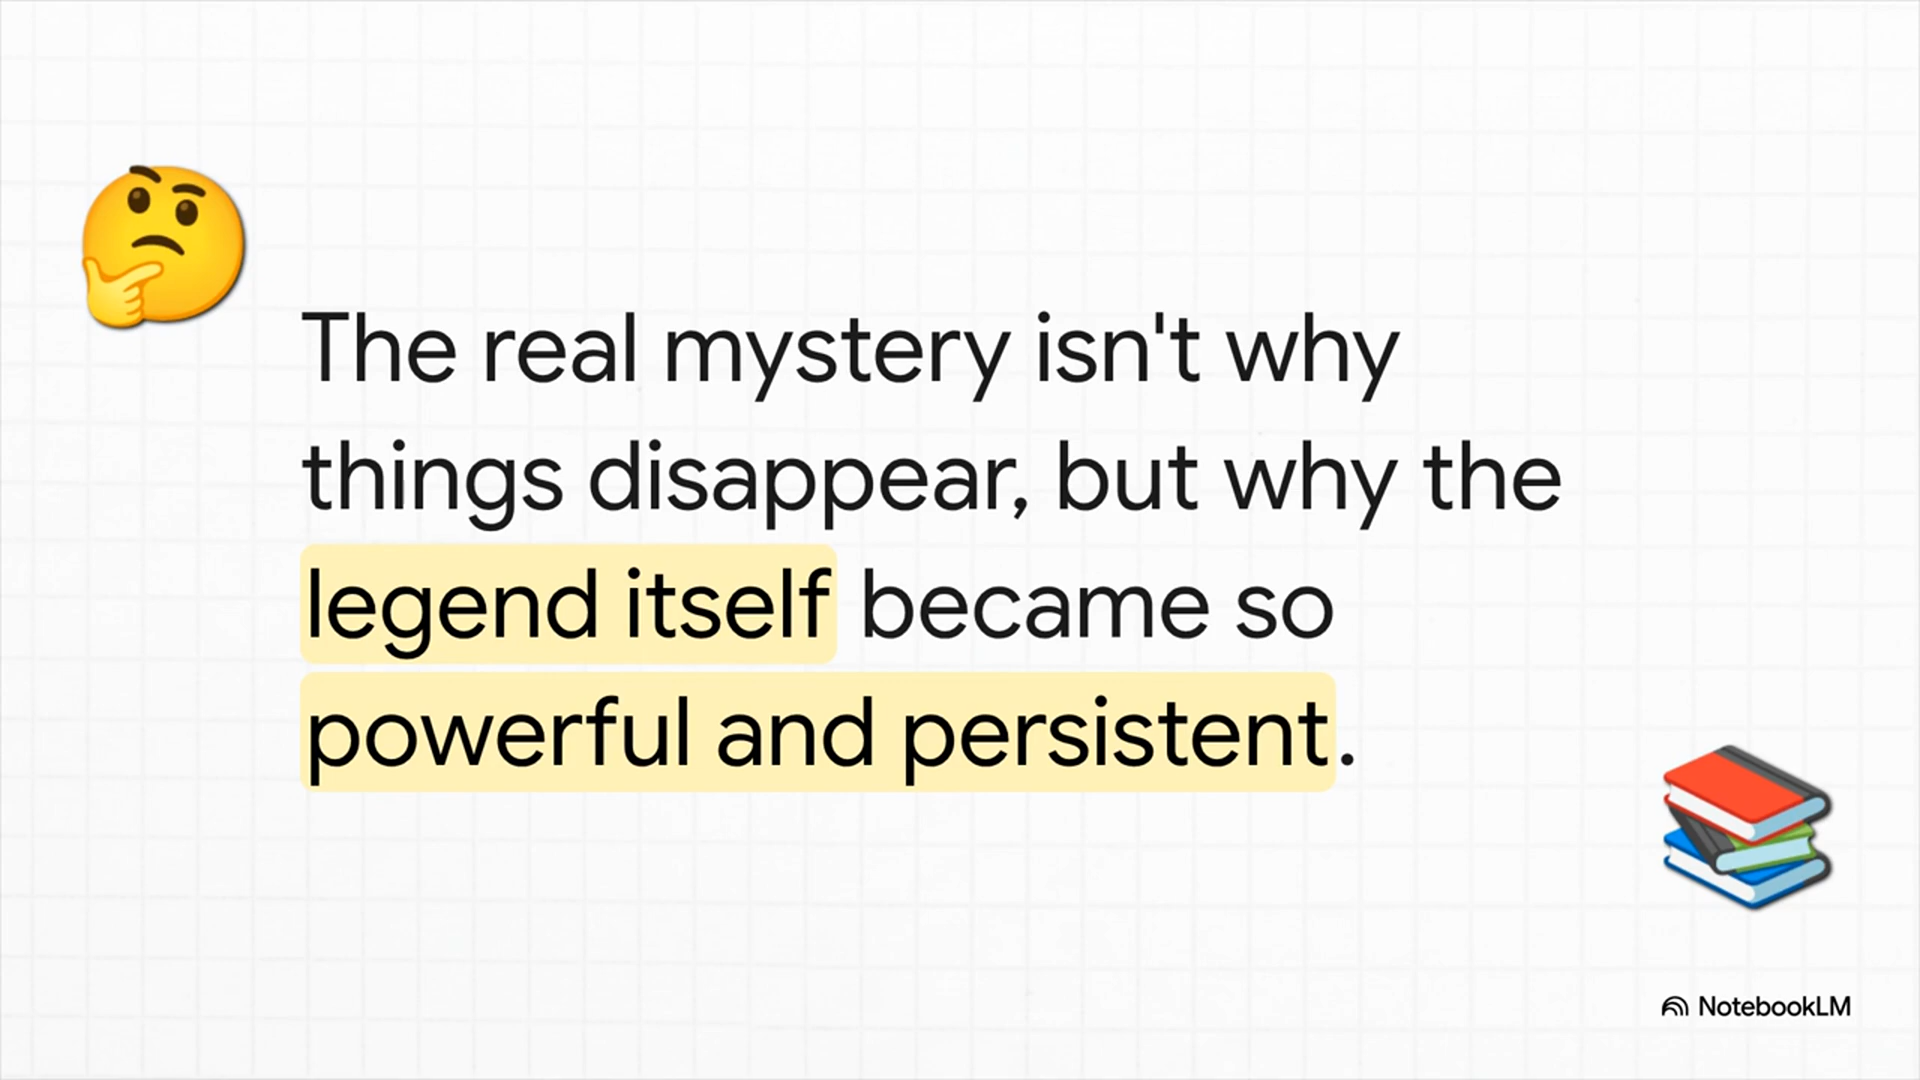 The real mystery isn't why
things disappear, but why the
legend itself became so
powerful and persistent.
NotebookLM